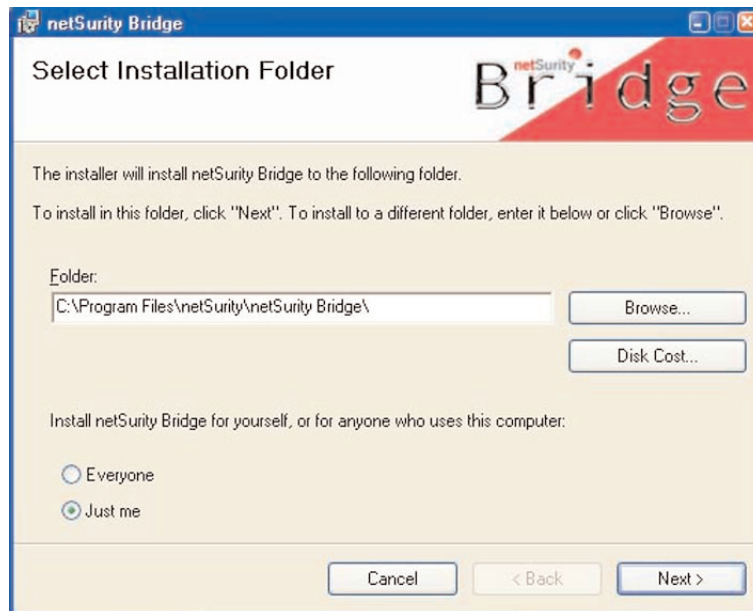 netSurity Bridge
Select Installation Folder
netSurity
Bridge
The installer will install netSurity Bridge to the following folder.
To install in this folder, click "Next". To install to a different folder, enter it below or click "Browse".
Folder:
C:\Program Files\netSurity\netSurity Bridge\
Browse...
Disk Cost...
Install netSurity Bridge for yourself, or for anyone who uses this computer:
Everyone
Just me
Cancel
< Back
Next >